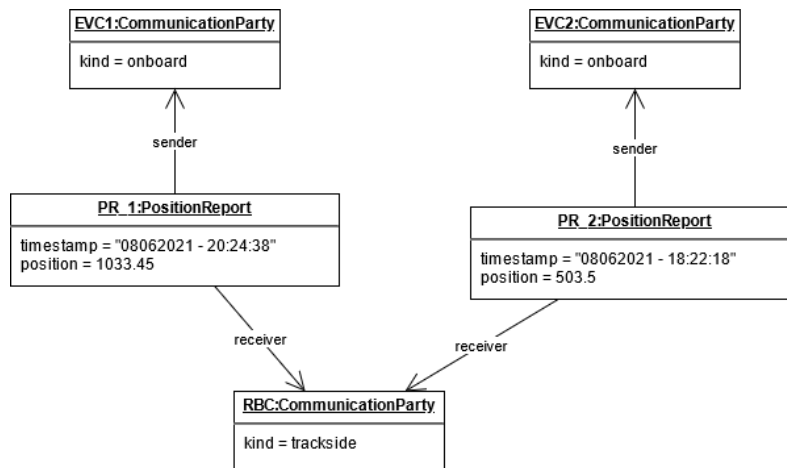 EVC1:CommunicationParty
kind = onboard
EVC2:CommunicationParty
kind = onboard
sender
sender
PR_1:PositionReport
timestamp = "08062021 - 20:24:38"
position = 1033.45
PR_2:PositionReport
timestamp = "08062021 - 18:22:18"
position = 503.5
receiver
receiver
RBC:CommunicationParty
kind = trackside